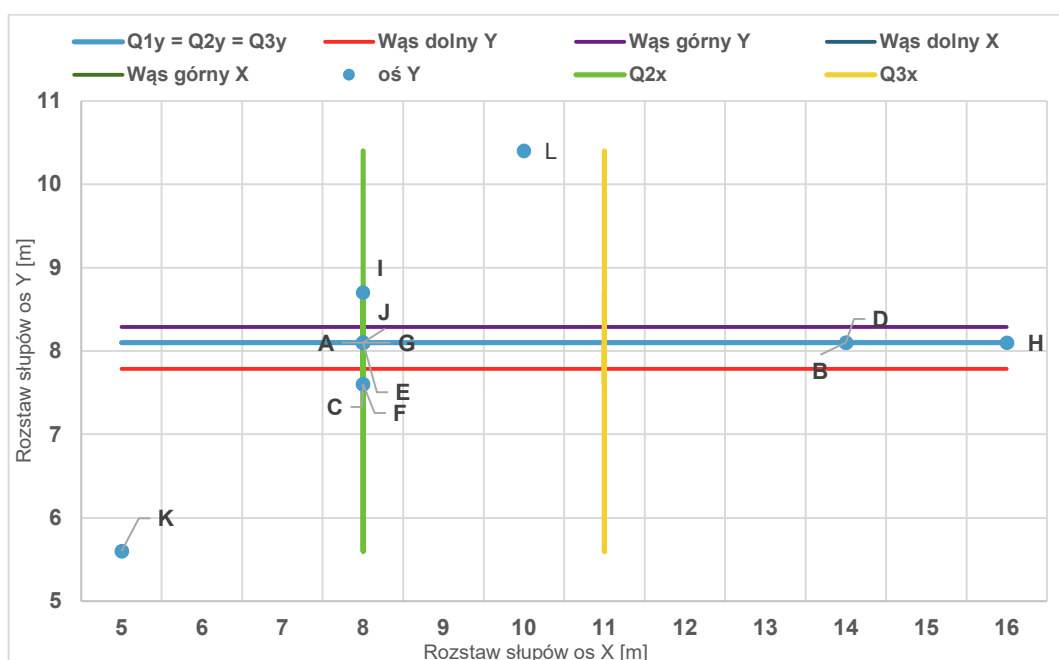 Q1y = Q2y = Q3y Wąs dolny Y Wąs górny Y Wąs dolny X
Wąs górny X oś Y Q2x Q3x
11
L
10
9
I
J
D
8
A G H
B
E
C F
7
6
K
5
5 6 7 8 9 10 11 12 13 14 15 16
Rozstaw słupów os Y [m]
Rozstaw słupów os X [m]